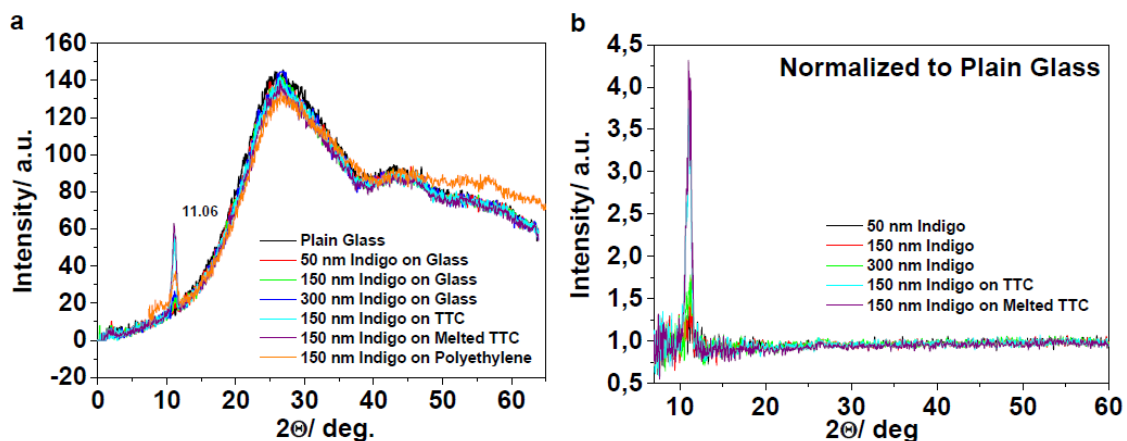 a
160
140
120
100
80
60
40
20
0
-20
Intensity/ a.u.
11.06
Plain Glass
50 nm Indigo on Glass
150 nm Indigo on Glass
300 nm Indigo on Glass
150 nm Indigo on TTC
150 nm Indigo on Melted TTC
150 nm Indigo on Polyethylene
0 10 20 30 40 50 60
2Θ/ deg.
b
4,5
4,0
3,5
3,0
2,5
2,0
1,5
1,0
0,5
Intensity/ a.u.
Normalized to Plain Glass
50 nm Indigo
150 nm Indigo
300 nm Indigo
150 nm Indigo on TTC
150 nm Indigo on Melted TTC
10 20 30 40 50 60
2Θ/ deg.